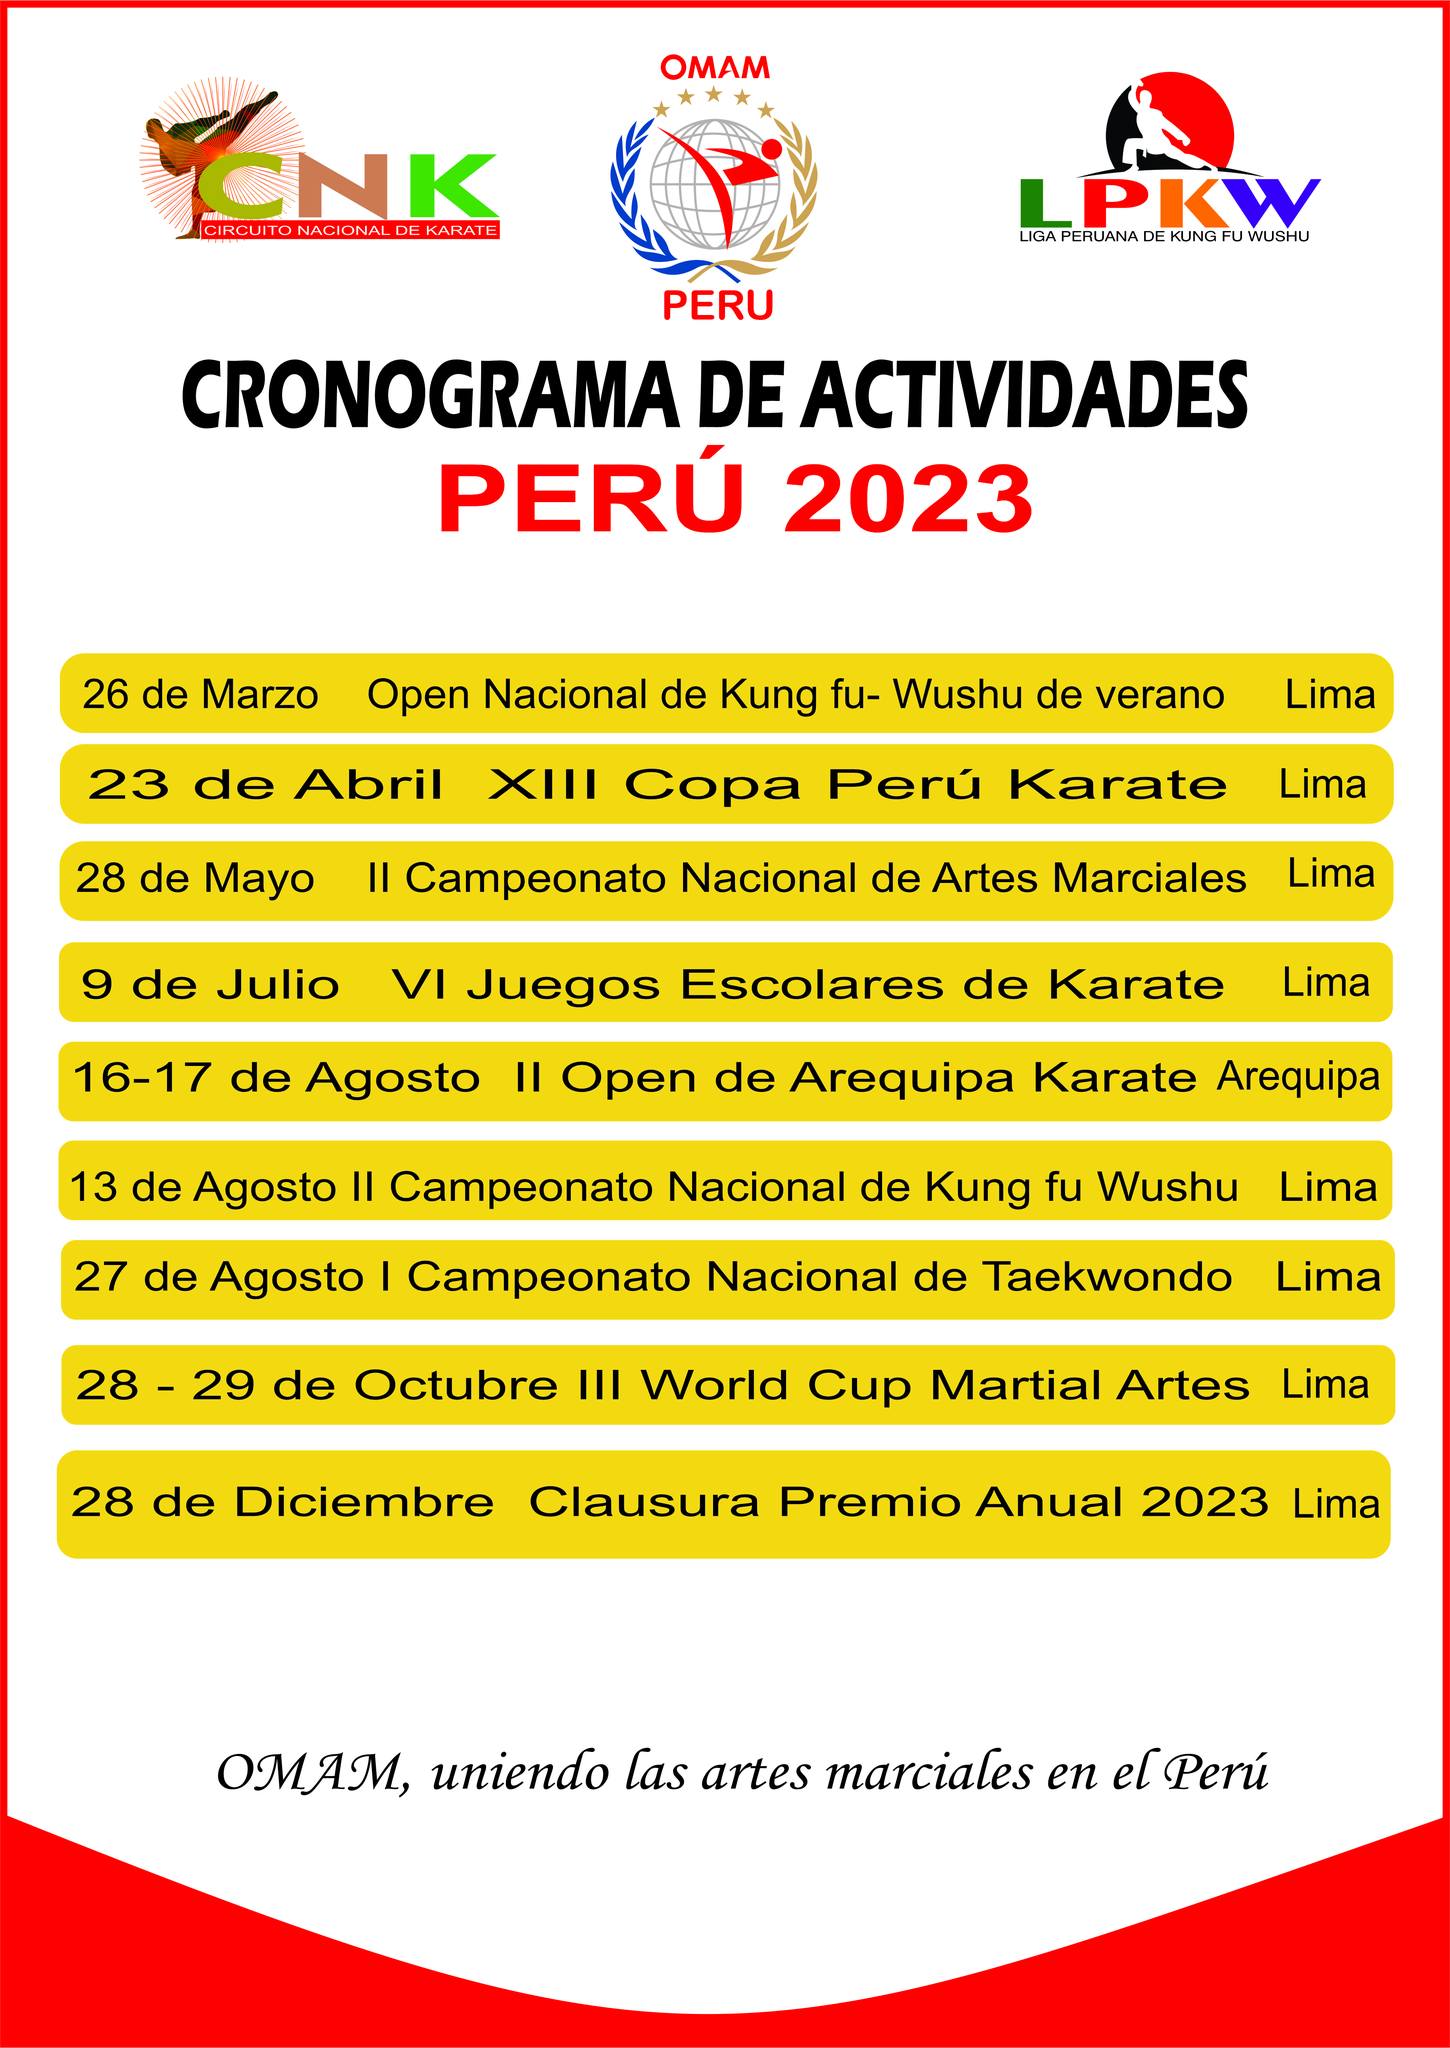 OMAM
CNK
CIRCUITO NACIONAL DE KARATE
PERU
LPKW
LIGA PERUANA DE KUNG FU WUSHU
CRONOGRAMA DE ACTIVIDADES
PERÚ 2023
26 de Marzo Open Nacional de Kung fu- Wushu de verano Lima
23 de Abril XIII Copa Perú Karate Lima
28 de Mayo II Campeonato Nacional de Artes Marciales Lima
9 de Julio VI Juegos Escolares de Karate Lima
16-17 de Agosto II Open de Arequipa Karate Arequipa
13 de Agosto II Campeonato Nacional de Kung fu Wushu Lima
27 de Agosto I Campeonato Nacional de Taekwondo Lima
28 - 29 de Octubre III World Cup Martial Artes Lima
28 de Diciembre Clausura Premio Anual 2023 Lima
OMAM, uniendo las artes marciales en el Perú